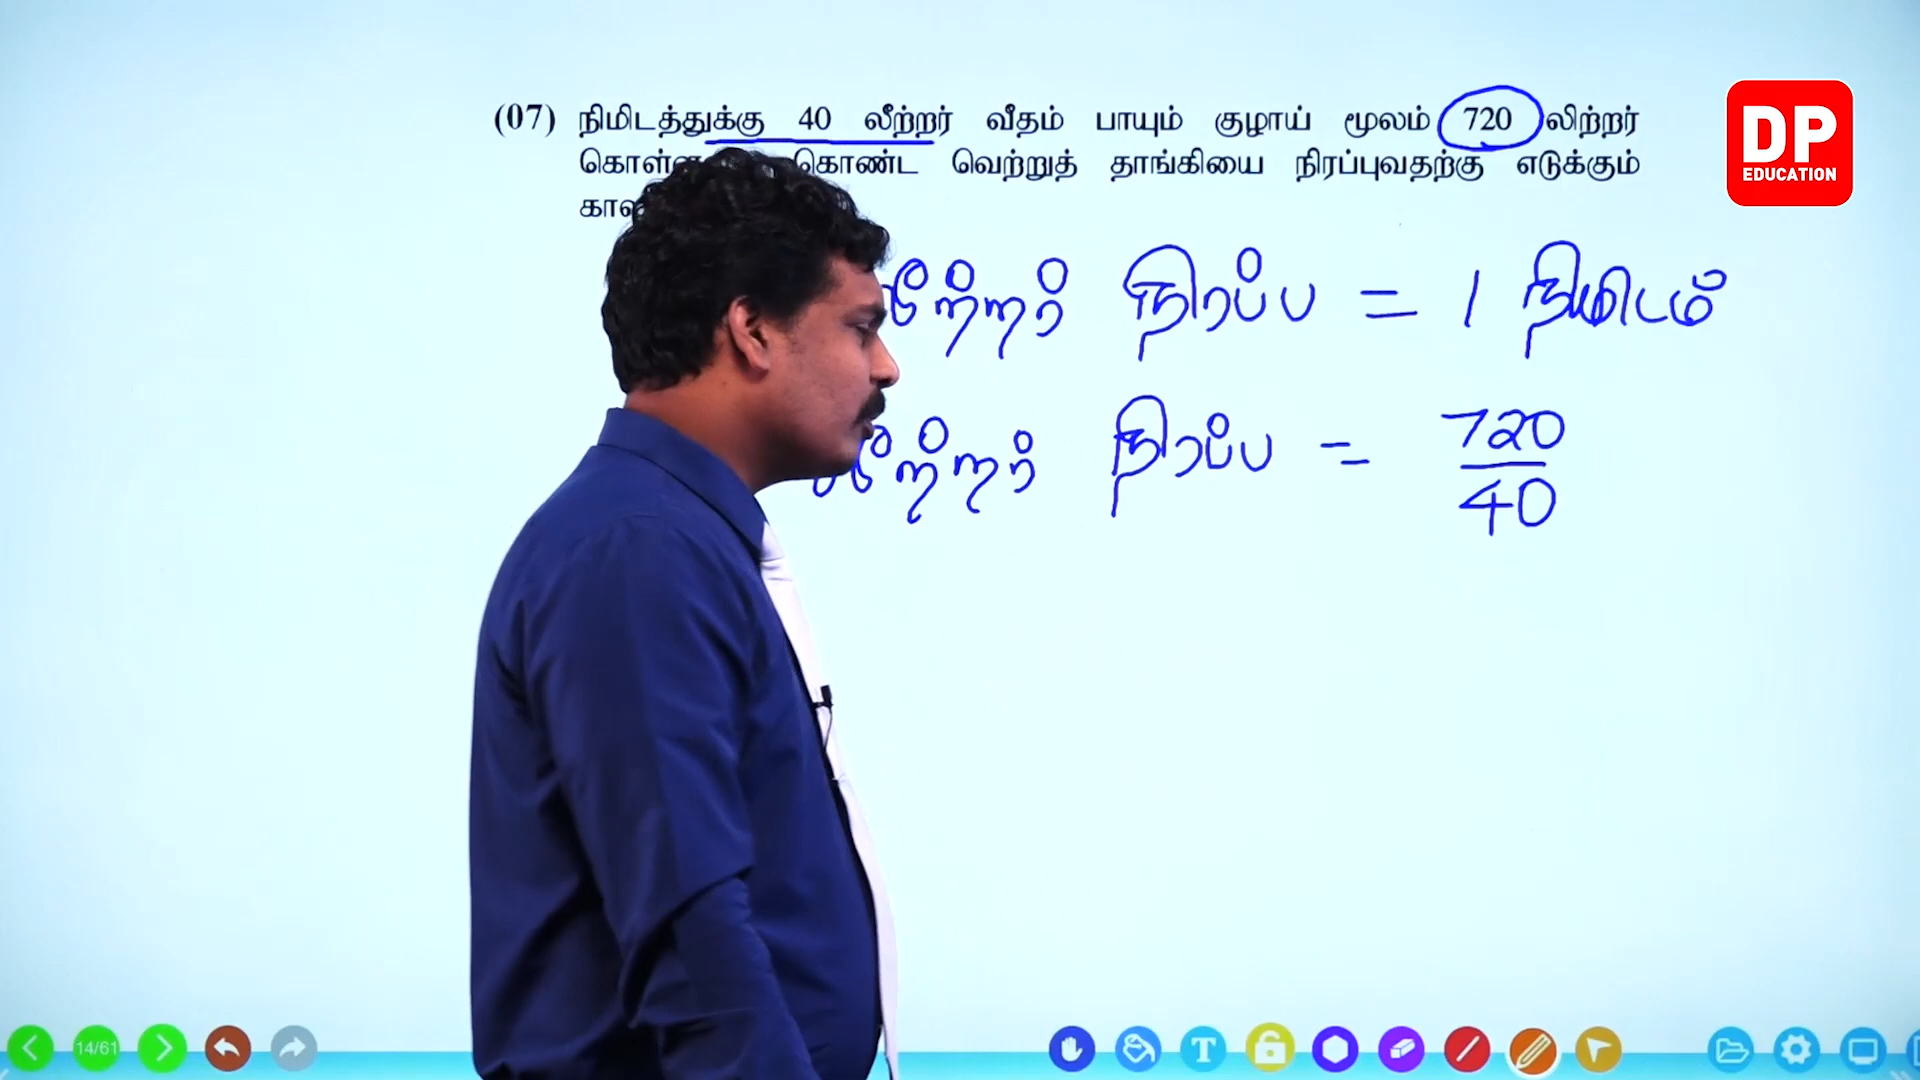 (07) நிமிடத்துக்கு 40 லீற்றர் வீதம் பாயும் குழாய் மூலம் 720 லிற்றர்
வெற்றுத் தாங்கியை நிரப்புவதற்கு எடுக்கும்
DP
EDUCATION
லீற்றர் நிரப்ப = 1 நிமிடம்
லீற்றர் நிரப்ப = 720
40
14/61
T